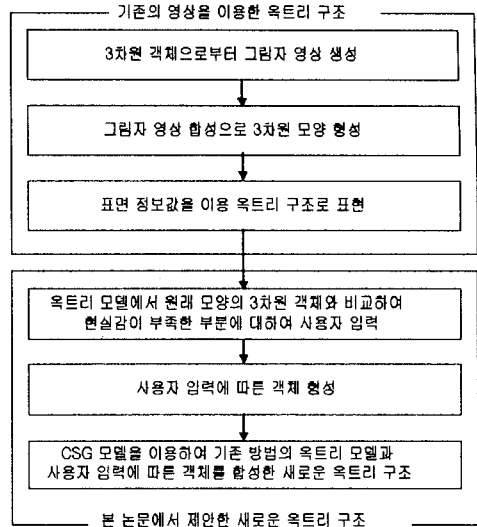 기존의 영상을 이용한 옥트리 구조
3차원 객체으로부터 그림자 영상 생성
그림자 영상 합성으로 3차원 모양 형성
표면 정보값을 이용 옥트리 구조로 표현
옥트리 모델에서 원래 모양의 3차원 객체와 비교하여
현실감이 부족한 부분에 대하여 사용자 입력
사용자 입력에 따른 객체 형성
CSG 모델을 이용하여 기존 방법의 옥트리 모델과
사용자 입력에 따른 객체를 합성한 새로운 옥트리 구조
본 논문에서 제안한 새로운 옥트리 구조